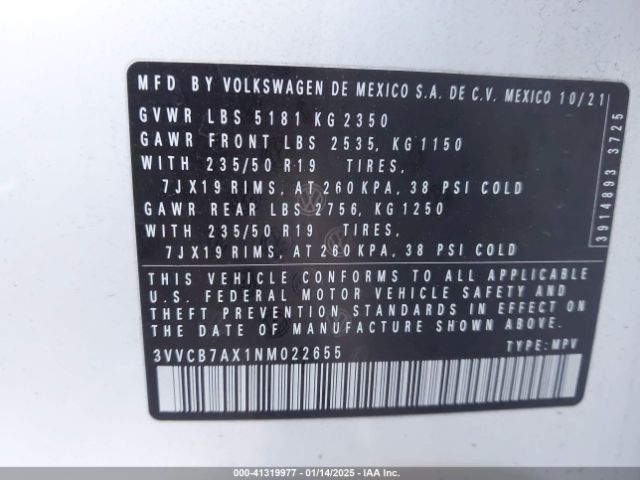 MFD BY VOLKSWAGEN DE MEXICO S.A. DE C.V. MEXICO 10/21
GVWR LBS 5181 KG 2350
GAWR FRONT LBS 2535, KG 1150
WITH 235/50 R19 TIRES,
7JX19 RIMS, AT 260 KPA, 38 PSI COLD
GAWR REAR LBS 2756, KG 1250
WITH 235/50 R19 TIRES,
7JX19 RIMS, AT 260 KPA, 38 PSI COLD
3914893 3725
THIS VEHICLE CONFORMS TO ALL APPLICABLE
U.S. FEDERAL MOTOR VEHICLE SAFETY AND
THEFT PREVENTION STANDARDS IN EFFECT ON
THE DATE OF MANUFACTURE SHOWN ABOVE.
3VVCB7AX1NM022655 TYPE: MPV
000-41319977 - 01/14/2025 - IAAI.COM